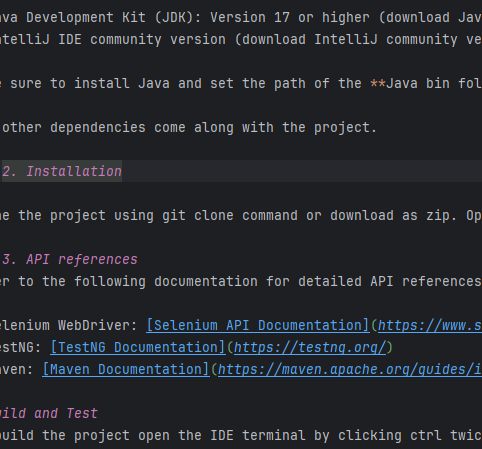 ava Development Kit (JDK): Version 17 or higher (download Jav
ntelliJ IDE community version (download IntelliJ community ve
e sure to install Java and set the path of the **Java bin fol
other dependencies come along with the project.
2. Installation
ne the project using git clone command or download as zip. Op
3. API references
er to the following documentation for detailed API references
elenium WebDriver: [Selenium API Documentation](https://www.s
estNG: [TestNG Documentation](https://testng.org/)
aven: [Maven Documentation](https://maven.apache.org/guides/i
uild and Test
build the project open the IDE terminal by clicking ctrl twic